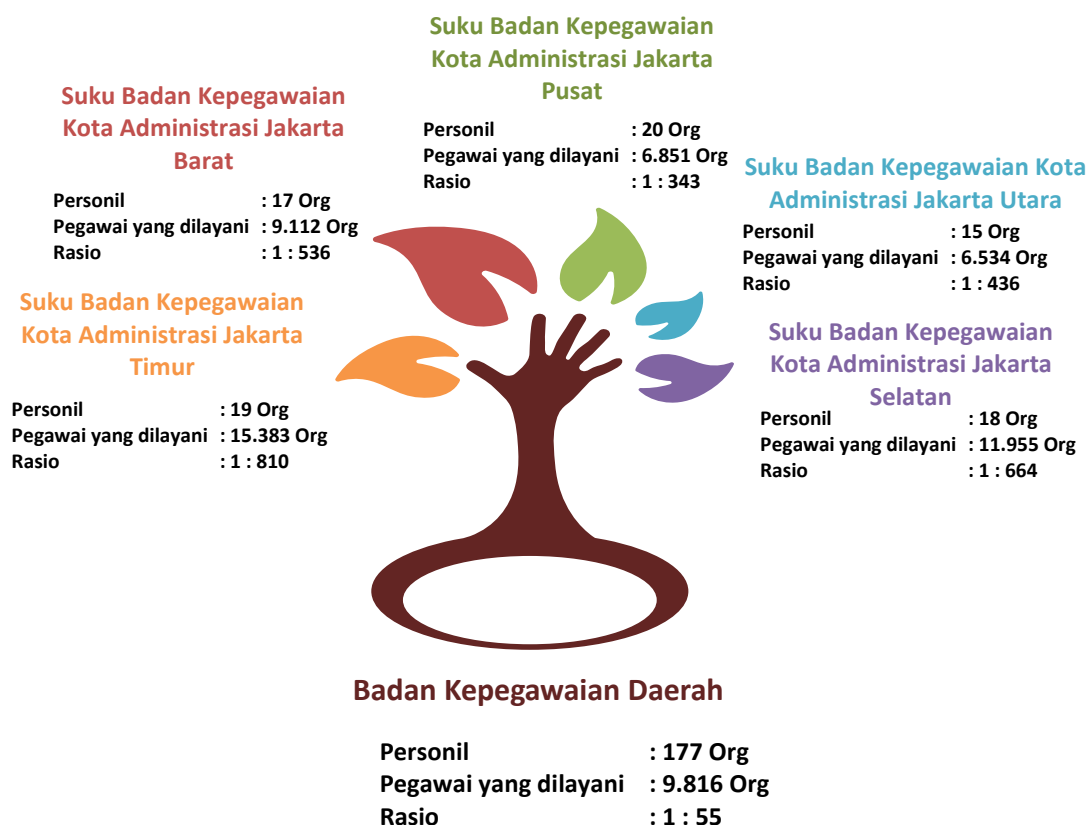 Suku Badan Kepegawaian
Kota Administrasi Jakarta
Pusat
Personil : 20 Org
Pegawai yang dilayani : 6.851 Org
Rasio : 1 : 343
Suku Badan Kepegawaian
Kota Administrasi Jakarta
Barat
Personil : 17 Org
Pegawai yang dilayani : 9.112 Org
Rasio : 1 : 536
Suku Badan Kepegawaian Kota
Administrasi Jakarta Utara
Personil : 15 Org
Pegawai yang dilayani : 6.534 Org
Rasio : 1 : 436
Suku Badan Kepegawaian
Kota Administrasi Jakarta
Timur
Personil : 19 Org
Pegawai yang dilayani : 15.383 Org
Rasio : 1 : 810
Suku Badan Kepegawaian
Kota Administrasi Jakarta
Selatan
Personil : 18 Org
Pegawai yang dilayani : 11.955 Org
Rasio : 1 : 664
Badan Kepegawaian Daerah
Personil : 177 Org
Pegawai yang dilayani : 9.816 Org
Rasio : 1 : 55